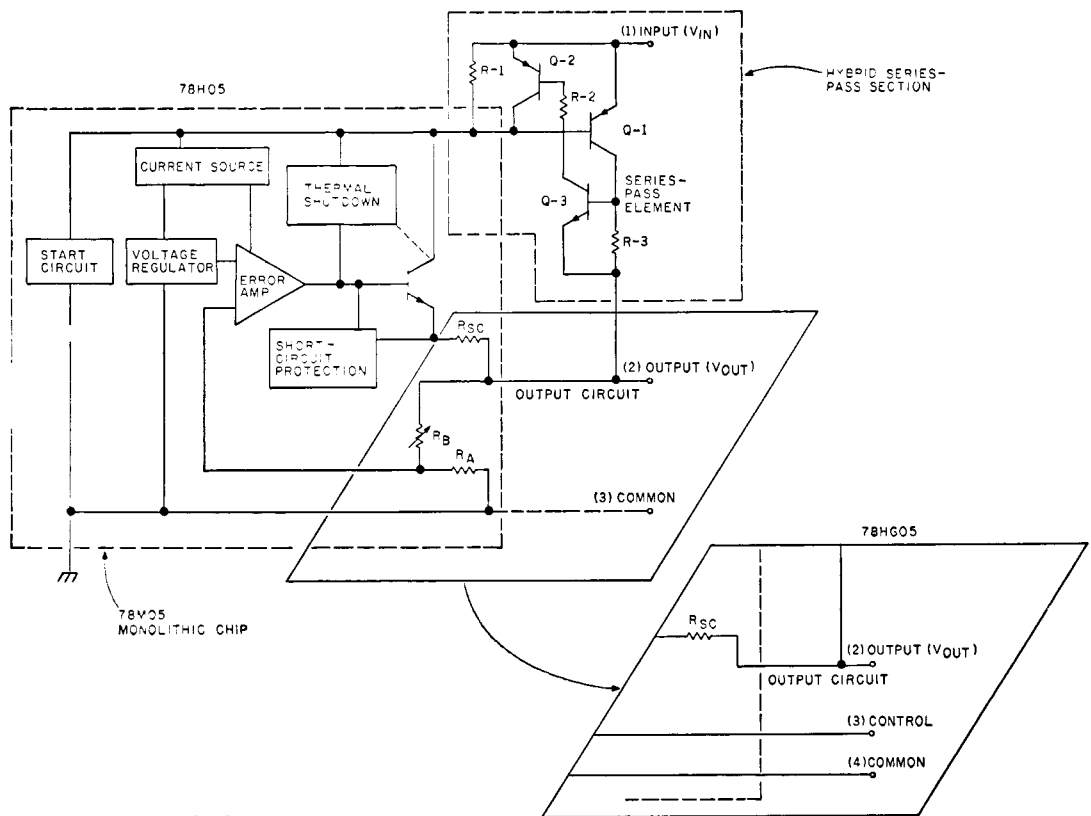 (1) INPUT (VIN)
Q-2
R-1
R-2
HYBRID SERIES-
PASS SECTION
78H05
Q-1
CURRENT SOURCE
THERMAL
SHUTDOWN
SERIES-
PASS
ELEMENT
Q-3
START
CIRCUIT
VOLTAGE
REGULATOR
ERROR
AMP
R-3
SHORT-
CIRCUIT
PROTECTION
RSC
(2) OUTPUT (VOUT)
OUTPUT CIRCUIT
RB
RA
(3) COMMON
78HG05
78M05
MONOLITHIC CHIP
RSC
(2) OUTPUT (VOUT)
OUTPUT CIRCUIT
(3) CONTROL
(4) COMMON